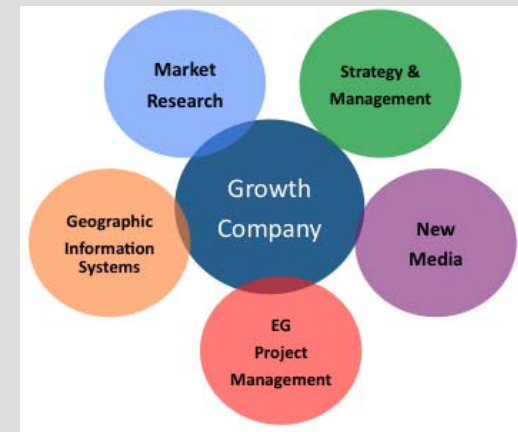 Market
Research
Strategy &
Management
Growth
Company
Geographic
Information
Systems
New
Media
EG
Project
Management